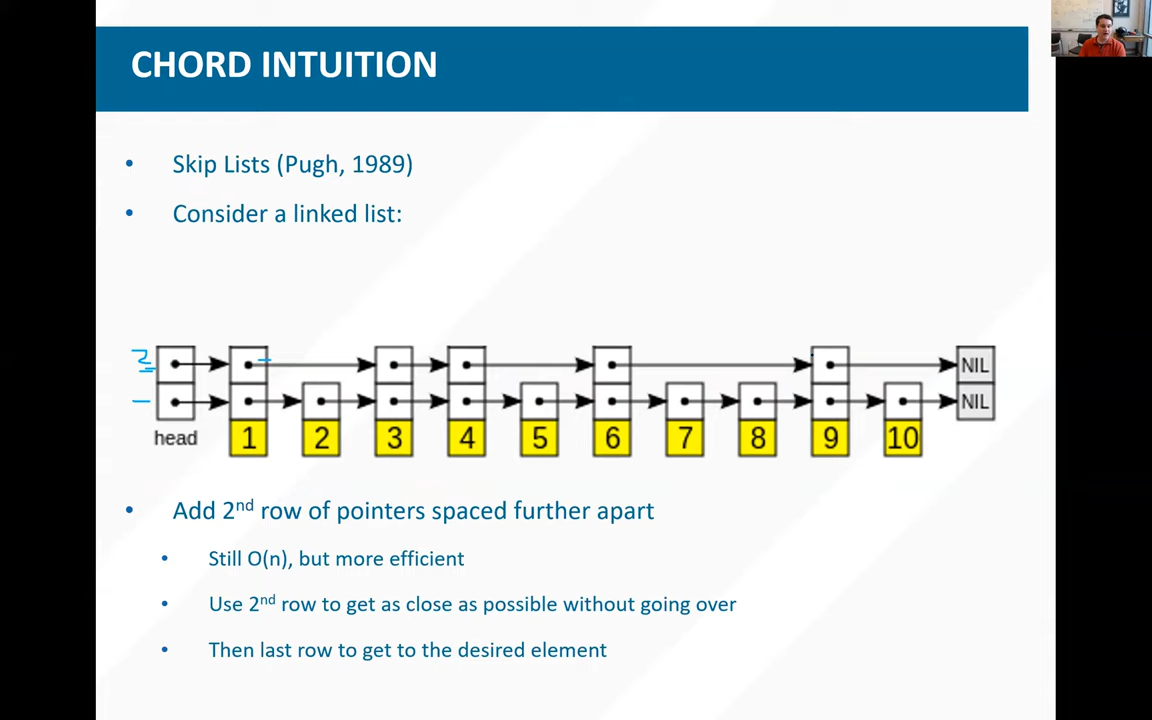 CHORD INTUITION
• Skip Lists (Pugh, 1989)
• Consider a linked list:
2 NIL
NIL
head 1 2 3 4 5 6 7 8 9 10
• Add 2nd row of pointers spaced further apart
• Still O(n), but more efficient
• Use 2nd row to get as close as possible without going over
• Then last row to get to the desired element